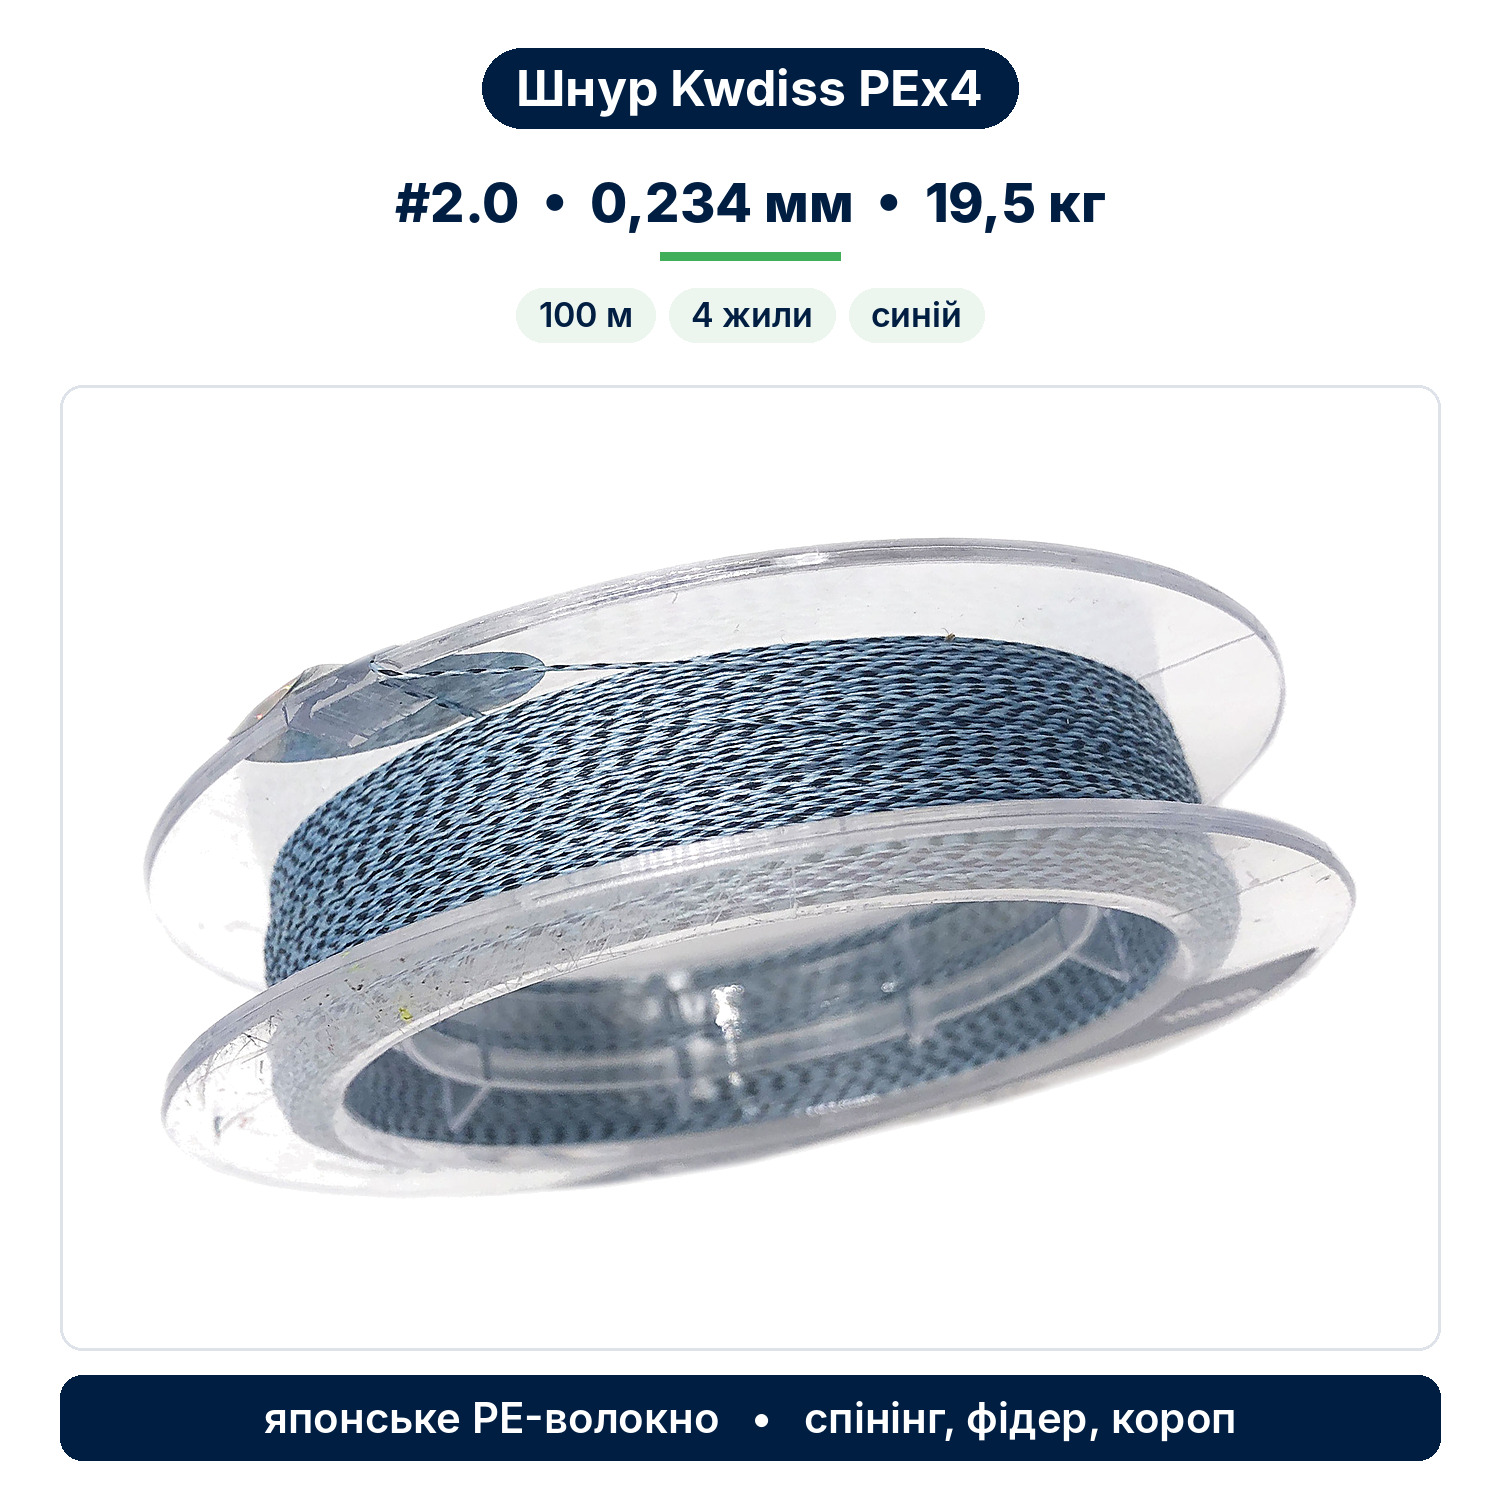 Шнур Kwdiss PEx4
#2.0 • 0,234 мм • 19,5 кг
100 м 4 жили синій
японське PE-волокно • спінінг, фідер, короп